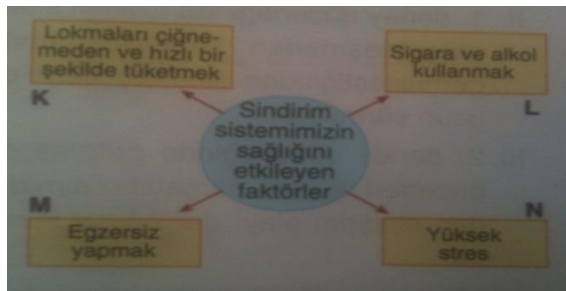 Lokmaları çiğne-
meden ve hızlı bir
şekilde tüketmek
K
Sigara ve alkol
kullanmak
L
Sindirim
sistemimizin
sağlığını
etkileyen
faktörler
M
Egzersiz
yapmak
N
Yüksek
stres